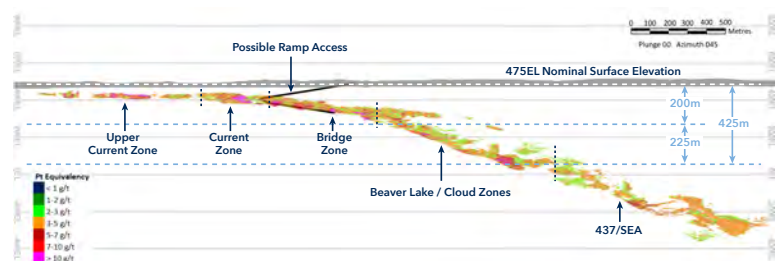 0 100 200 300 400 500
Metres
Plunge 00 Azimuth 045
Possible Ramp Access
475EL Nominal Surface Elevation
200m
425m
225m
Upper
Current Zone
Current
Zone
Bridge
Zone
Beaver Lake / Cloud Zones
437/SEA
Pt Equivalency
< 1 g/t
1-2 g/t
2-3 g/t
3-5 g/t
5-7 g/t
7-10 g/t
> 10 g/t